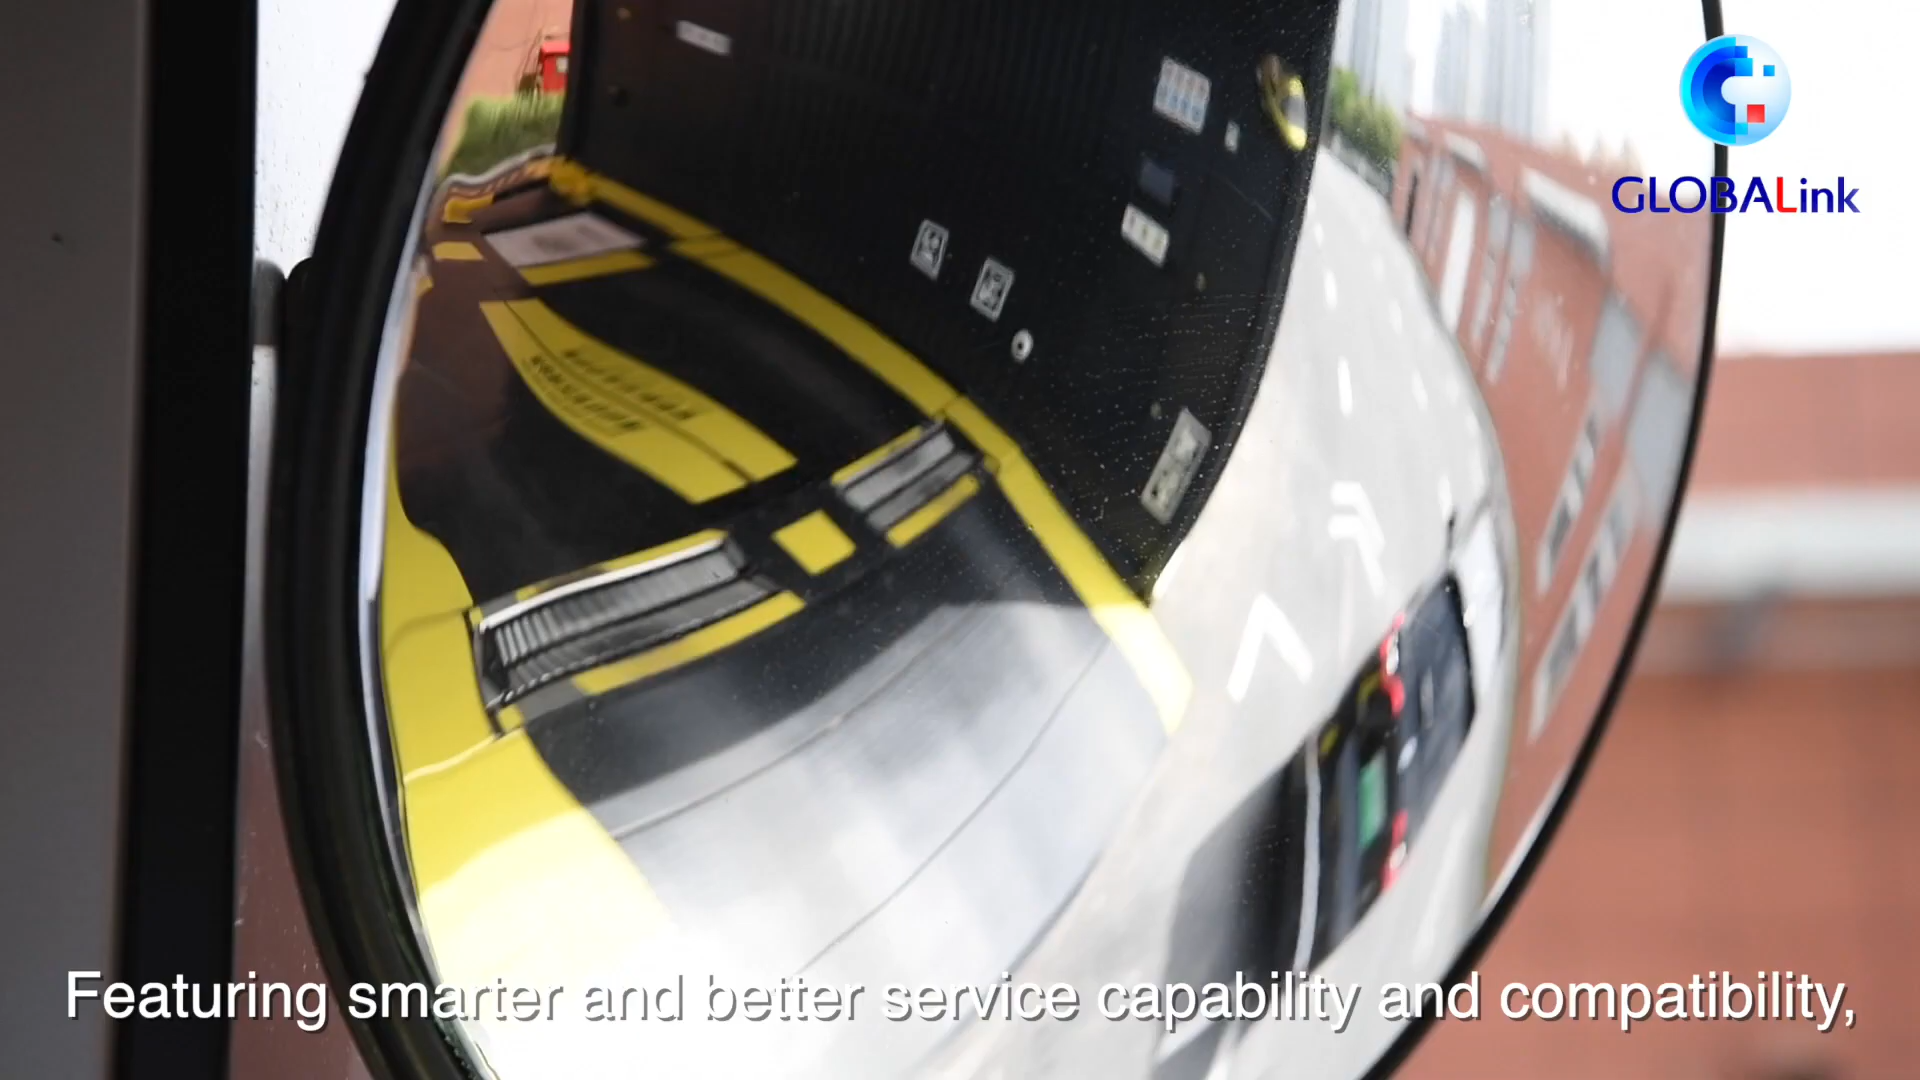 GLOBALink
Featuring smarter and better service capability and compatibility,